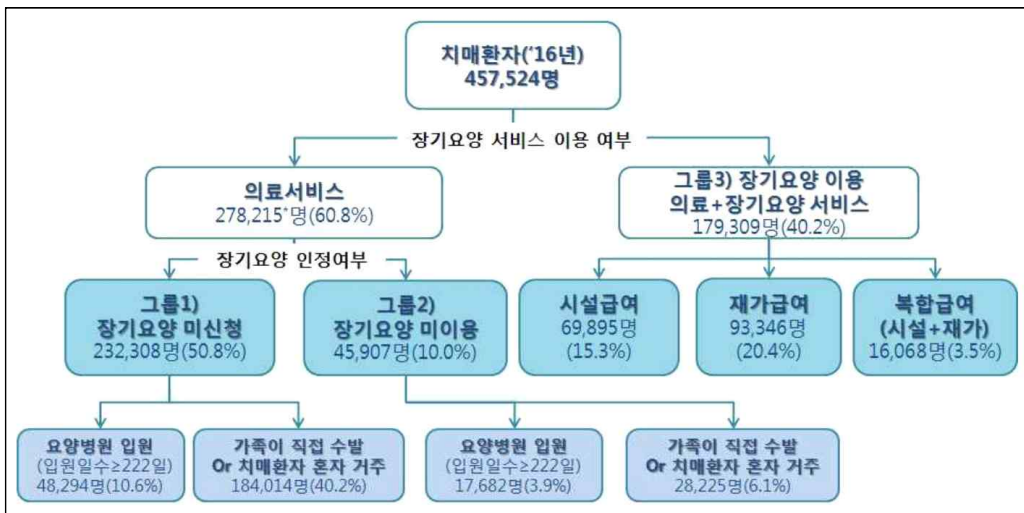 치매환자('16년)
457,524명
장기요양 서비스 이용 여부
의료서비스
278,215*명(60.8%)
그룹3) 장기요양 이용
의료+장기요양 서비스
179,309명(40.2%)
장기요양 인정여부
그룹1)
장기요양 미신청
232,308명(50.8%)
그룹2)
장기요양 미이용
45,907명(10.0%)
시설급여
69,895명
(15.3%)
재가급여
93,346명
(20.4%)
복합급여
(시설+재가)
16,068명(3.5%)
요양병원 입원
(입원일수≥222일)
48,294명(10.6%)
가족이 직접 수발
Or 치매환자 혼자 거주
184,014명(40.2%)
요양병원 입원
(입원일수≥222일)
17,682명(3.9%)
가족이 직접 수발
Or 치매환자 혼자 거주
28,225명(6.1%)